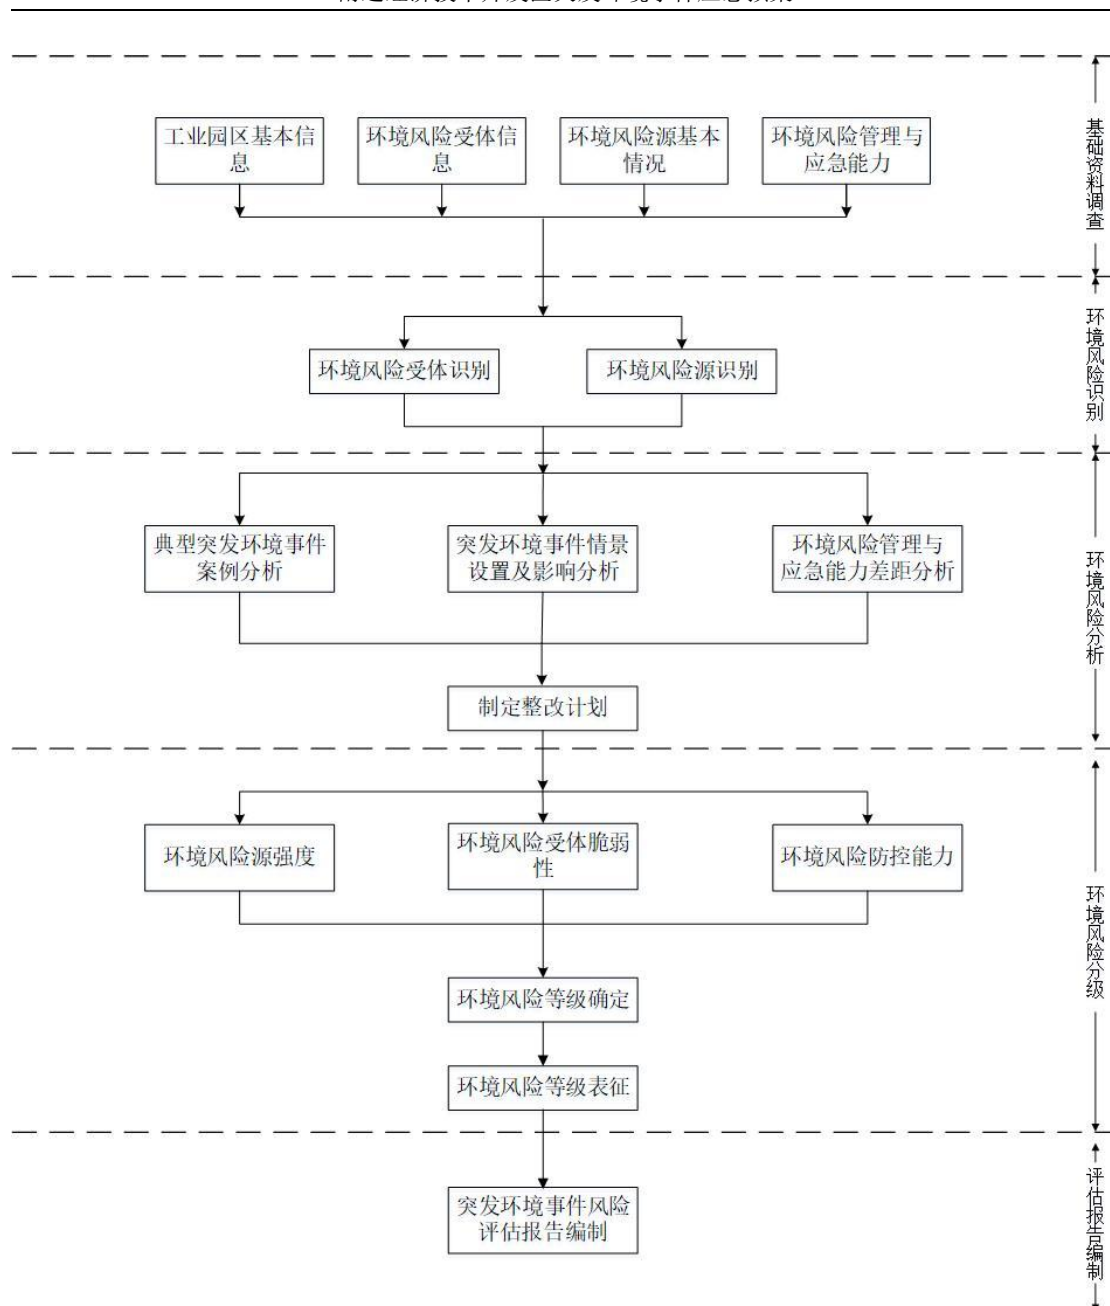 工业园区基本信
息
环境风险受体信
息
环境风险源基本
情况
环境风险管理与
应急能力
基础资料调查
环境风险受体识别
环境风险源识别
环境风险识别
典型突发环境事件
案例分析
突发环境事件情景
设置及影响分析
环境风险管理与
应急能力差距分析
环境风险分析
制定整改计划
环境风险源强度
环境风险受体脆弱
性
环境风险防控能力
环境风险分级
环境风险等级确定
环境风险等级表征
突发环境事件风险
评估报告编制
评估报告编制